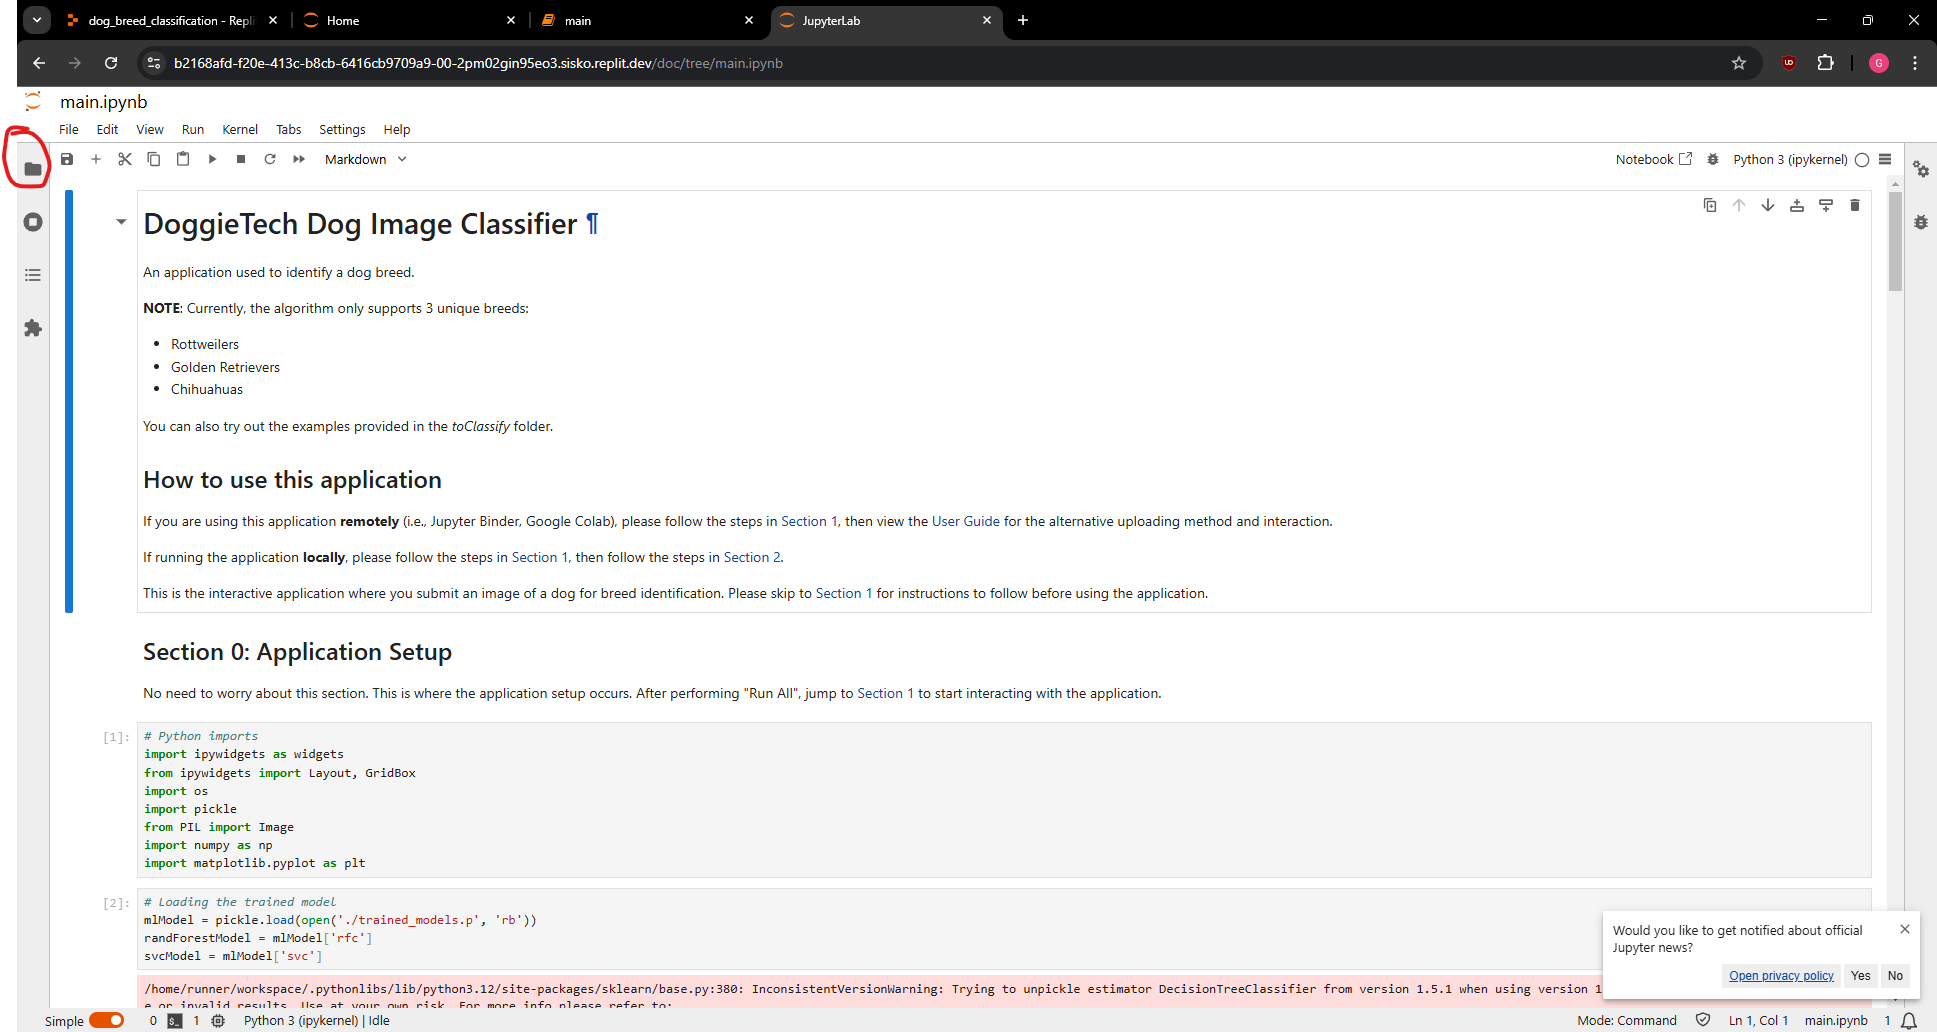 dog_breed_classification - Repli
Home
main
JupyterLab
b2168afd-f20e-413c-b8cb-6416cb9709a9-00-2pm02gin95eo3.sisko.replit.dev/doc/tree/main.ipynb
G
main.ipynb
File Edit View Run Kernel Tabs Settings Help
Markdown
Notebook
Python 3 (ipykernel)
DoggieTech Dog Image Classifier ¶
An application used to identify a dog breed.
NOTE: Currently, the algorithm only supports 3 unique breeds:
• Rottweilers
• Golden Retrievers
• Chihuahuas
You can also try out the examples provided in the toClassify folder.
How to use this application
If you are using this application remotely (i.e., Jupyter Binder, Google Colab), please follow the steps in Section 1, then view the User Guide for the alternative uploading method and interaction.
If running the application locally, please follow the steps in Section 1, then follow the steps in Section 2.
This is the interactive application where you submit an image of a dog for breed identification. Please skip to Section 1 for instructions to follow before using the application.
Section 0: Application Setup
No need to worry about this section. This is where the application setup occurs. After performing "Run All", jump to Section 1 to start interacting with the application.
[1]:
# Python imports
import ipywidgets as widgets
from ipywidgets import Layout, GridBox
import os
import pickle
from PIL import Image
import numpy as np
import matplotlib.pyplot as plt
[2]:
# Loading the trained model
mlModel = pickle.load(open('./trained_models.p', 'rb'))
randForestModel = mlModel['rfc']
svcModel = mlModel['svc']
/home/runner/workspace/.pythonlibs/lib/python3.12/site-packages/sklearn/base.py:380: InconsistentVersionWarning: Trying to unpickle estimator DecisionTreeClassifier from version 1.5.1 when using version 1
e or invalid results. Use at your own risk. For more info please refer to:
Would you like to get notified about official
Jupyter news?
Open privacy policy Yes No
Simple 0 1 Python 3 (ipykernel) | Idle
Mode: Command Ln 1, Col 1 main.ipynb 1